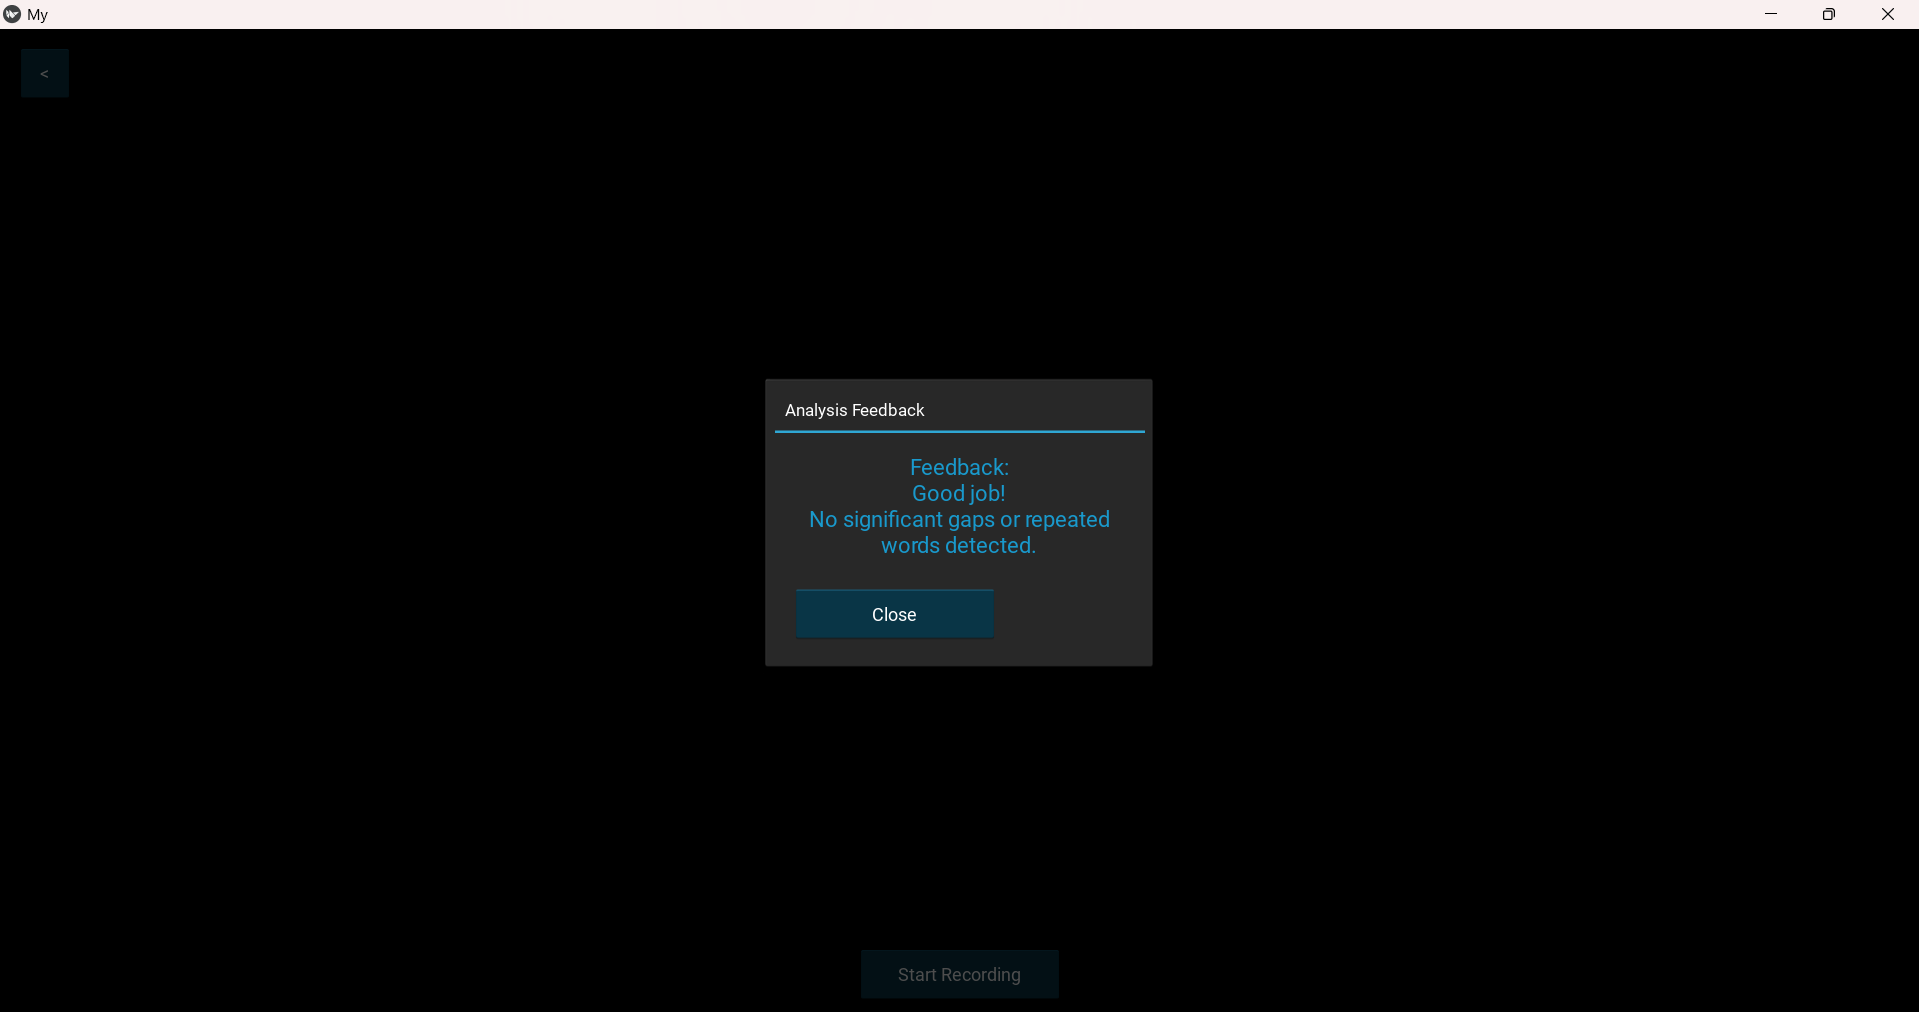 My
<
Analysis Feedback
Feedback:
Good job!
No significant gaps or repeated
words detected.
Close
Start Recording